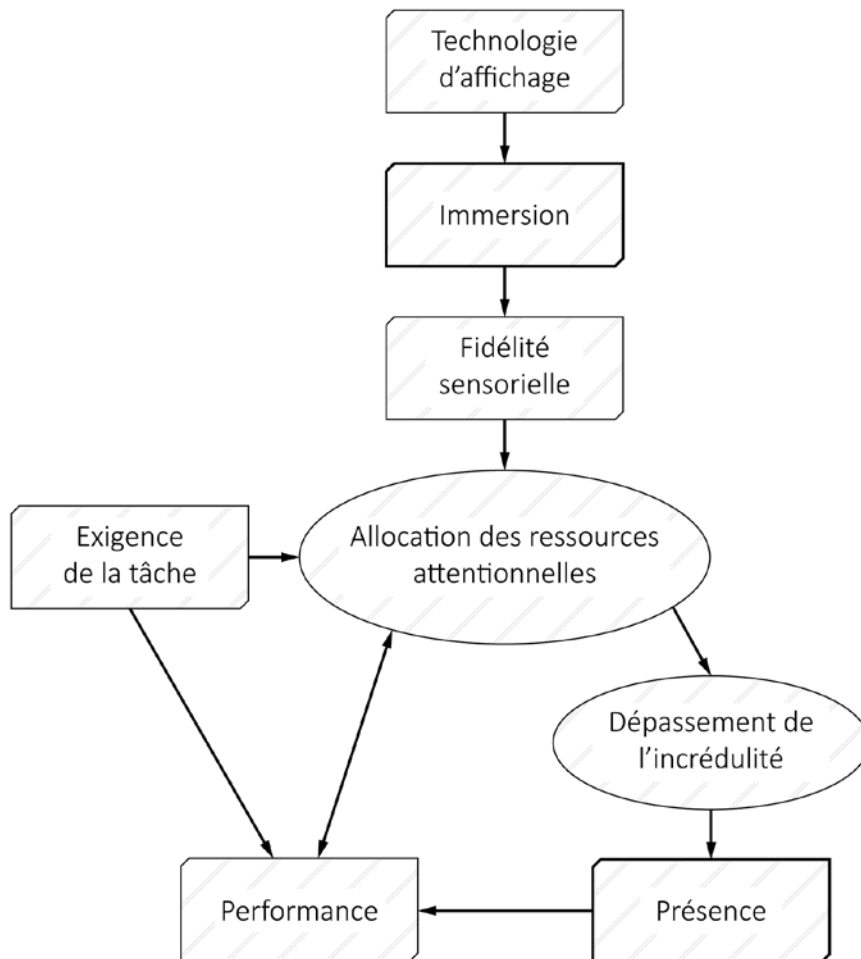 Technologie
d’affichage
Immersion
Fidélité
sensorielle
Exigence
de la tâche
Allocation des ressources
attentionnelles
Dépassement de
l’incrédulité
Performance
Présence